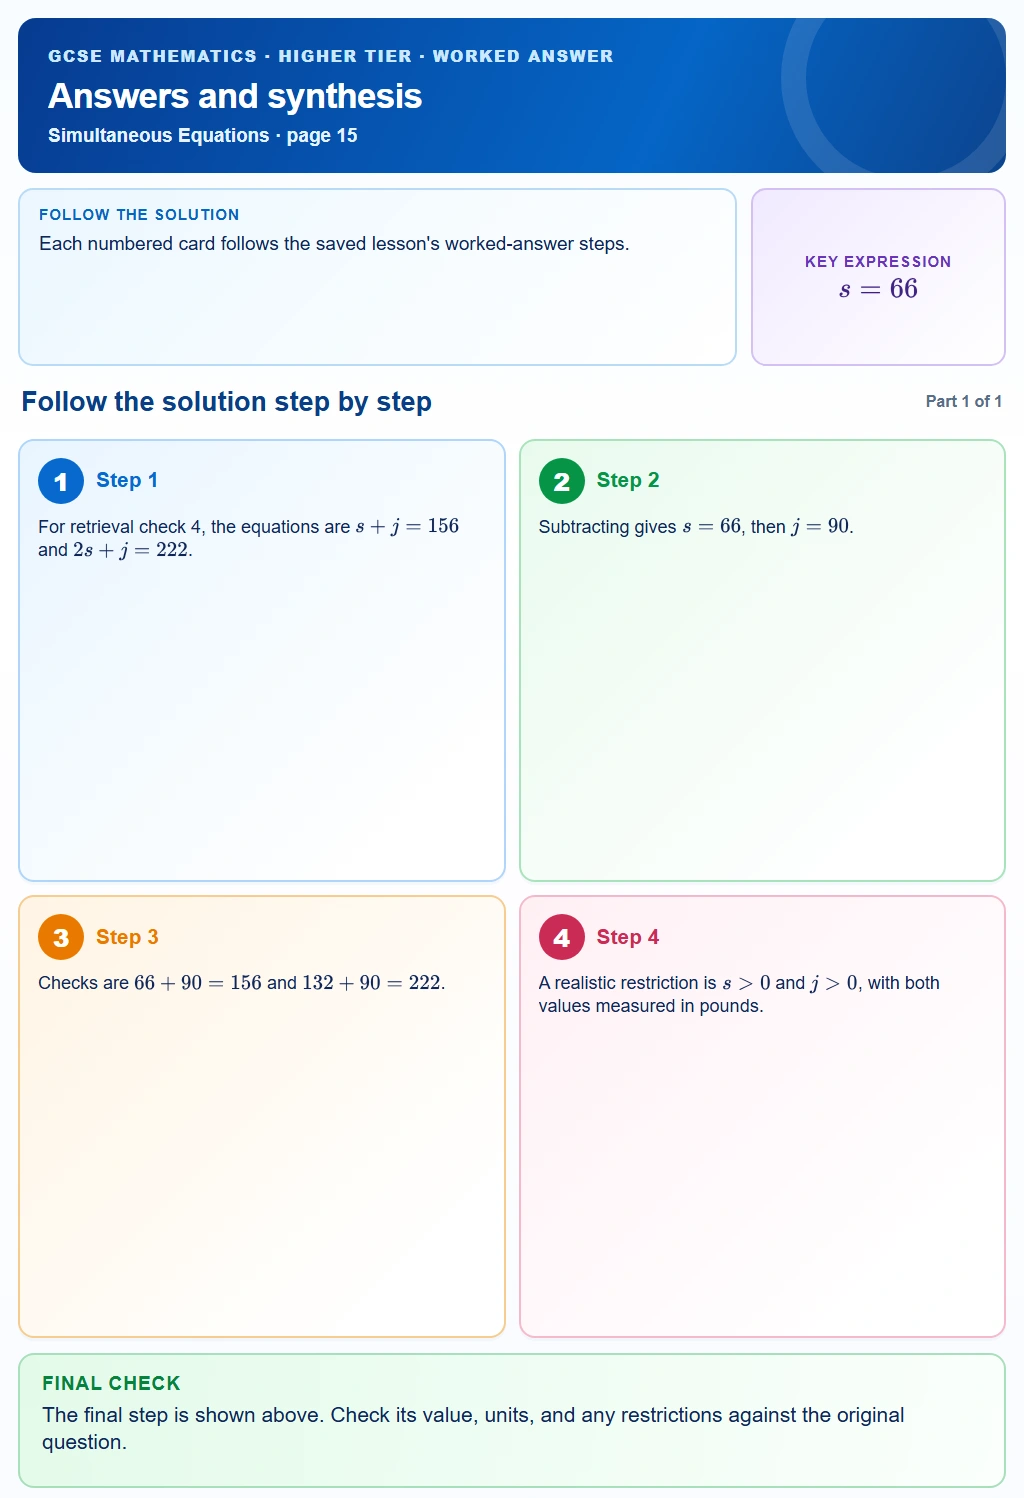 GCSE MATHEMATICS · HIGHER TIER · WORKED ANSWER
Answers and synthesis
Simultaneous Equations · page 15
FOLLOW THE SOLUTION
Each numbered card follows the saved lesson's worked-answer steps.
KEY EXPRESSION
s = 66
Follow the solution step by step
Part 1 of 1
1 Step 1
For retrieval check 4, the equations are s + j = 156
and 2s + j = 222.
2 Step 2
Subtracting gives s = 66, then j = 90.
3 Step 3
Checks are 66 + 90 = 156 and 132 + 90 = 222.
4 Step 4
A realistic restriction is s > 0 and j > 0, with both
values measured in pounds.
FINAL CHECK
The final step is shown above. Check its value, units, and any restrictions against the original
question.